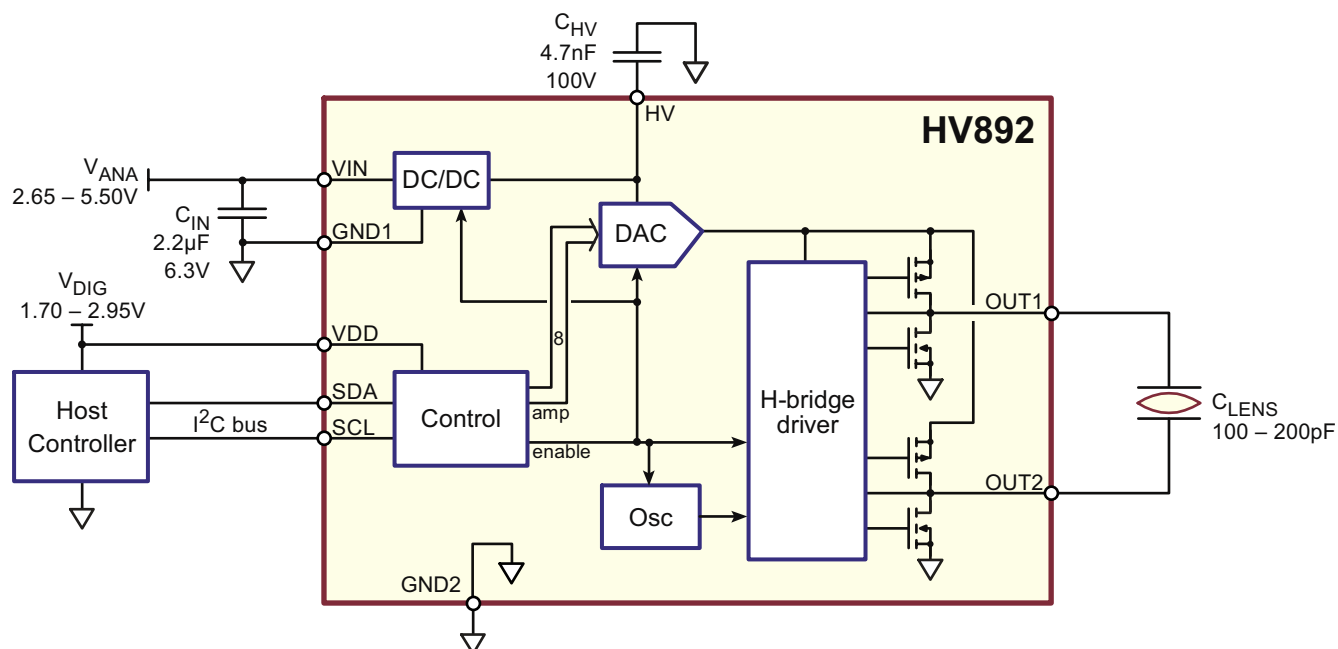 C_HV
4.7nF
100V
HV
HV892
V_ANA
2.65 – 5.50V
VIN
DC/DC
C_IN
2.2µF
6.3V
GND1
DAC
V_DIG
1.70 – 2.95V
OUT1
VDD
8
Host
Controller
SDA
I²C bus
SCL
Control
amp
enable
H-bridge
driver
C_LENS
100 – 200pF
Osc
OUT2
GND2